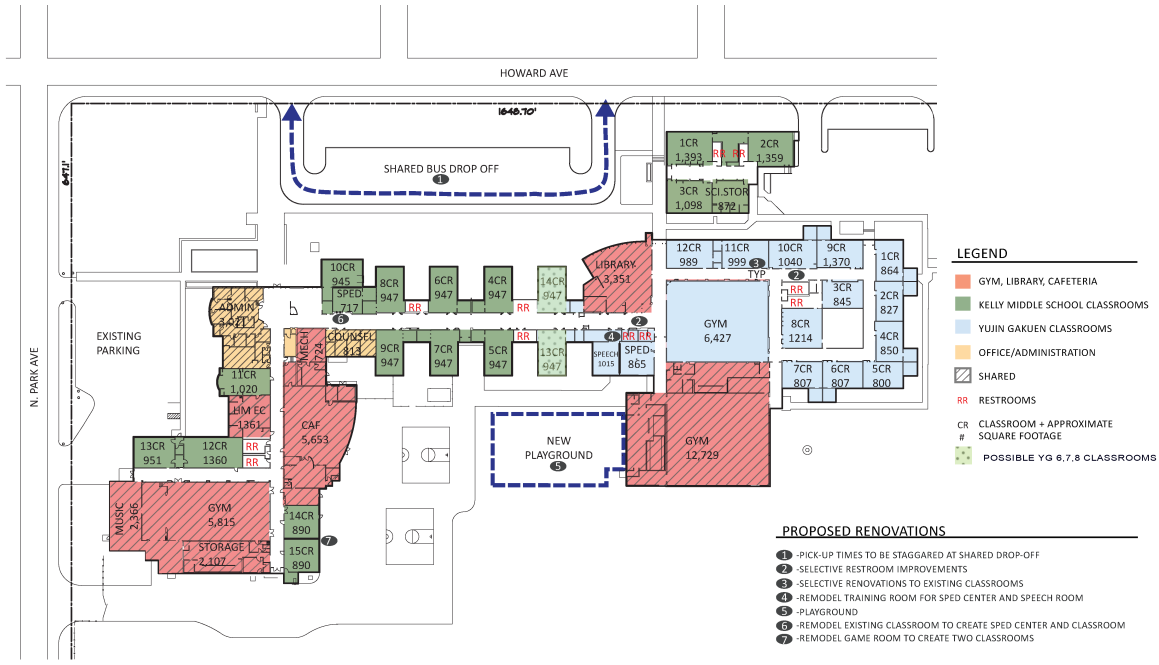 HOWARD AVE
1648.70'
647.1'
N. PARK AVE
SHARED BUS DROP OFF
1
1CR
1,393
RR
RR
2CR
1,359
3CR
1,098
SCI.STOR
872
EXISTING
PARKING
10CR
945
SPED
717
6
8CR
947
RR
6CR
947
4CR
947
RR
14CR
947
LIBRARY
3,351
2
12CR
989
11CR
999
3
TYP
10CR
1040
2
9CR
1,370
1CR
864
RR
RR
3CR
845
2CR
827
8CR
1214
4CR
850
7CR
807
6CR
807
5CR
800
GYM
6,427
ADMIN
MECH
724
COUNSEL
813
9CR
947
7CR
947
5CR
947
RR
13CR
947
4
RR
RR
SPEECH
1015
SPED
865
11CR
1,020
HM EC
1361
CAF
5,653
13CR
951
12CR
1360
RR
RR
NEW
PLAYGROUND
5
GYM
12,729
MUSIC
2,366
GYM
5,815
STORAGE
2,107
14CR
890
7
15CR
890
LEGEND
GYM, LIBRARY, CAFETERIA
KELLY MIDDLE SCHOOL CLASSROOMS
YUJIN GAKUEN CLASSROOMS
OFFICE/ADMINISTRATION
SHARED
RR RESTROOMS
CR CLASSROOM + APPROXIMATE
# SQUARE FOOTAGE
POSSIBLE YG 6,7,8 CLASSROOMS
PROPOSED RENOVATIONS
1 -PICK-UP TIMES TO BE STAGGARED AT SHARED DROP-OFF
2 -SELECTIVE RESTROOM IMPROVEMENTS
3 -SELECTIVE RENOVATIONS TO EXISTING CLASSROOMS
4 -REMODEL TRAINING ROOM FOR SPED CENTER AND SPEECH ROOM
5 -PLAYGROUND
6 -REMODEL EXISTING CLASSROOM TO CREATE SPED CENTER AND CLASSROOM
7 -REMODEL GAME ROOM TO CREATE TWO CLASSROOMS